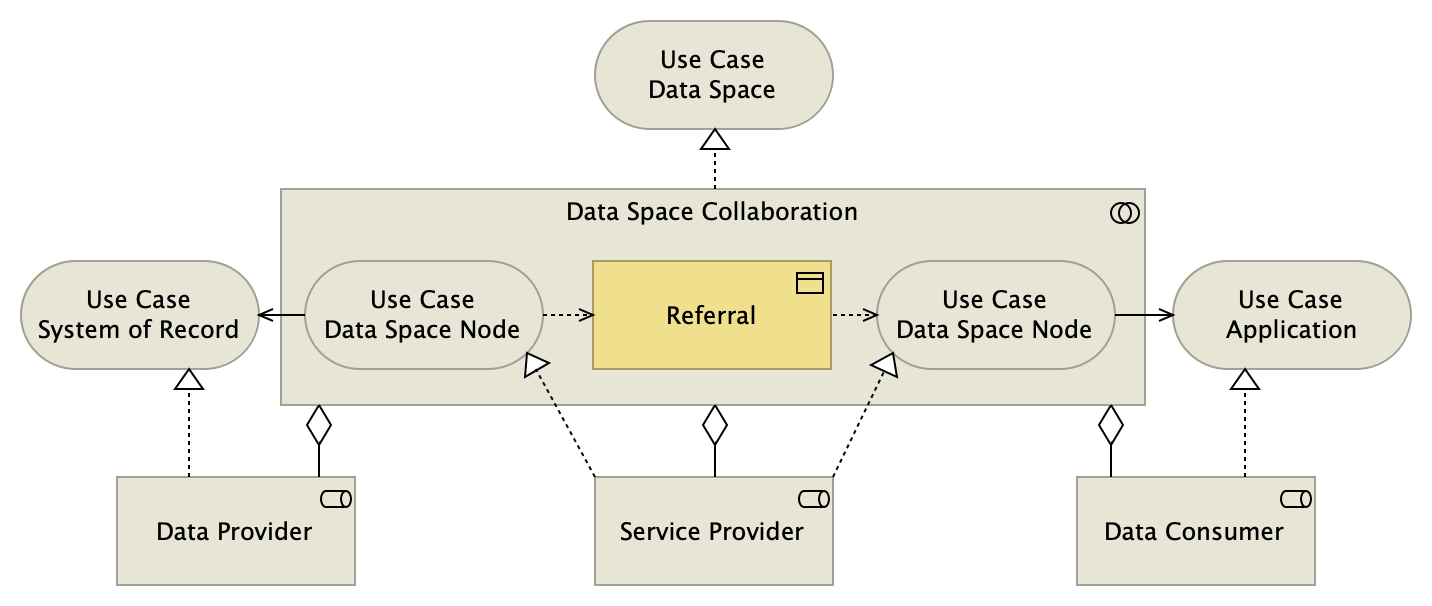 Use Case
Data Space
Data Space Collaboration
Use Case
System of Record
Use Case
Data Space Node
Referral
Use Case
Data Space Node
Use Case
Application
Data Provider
Service Provider
Data Consumer